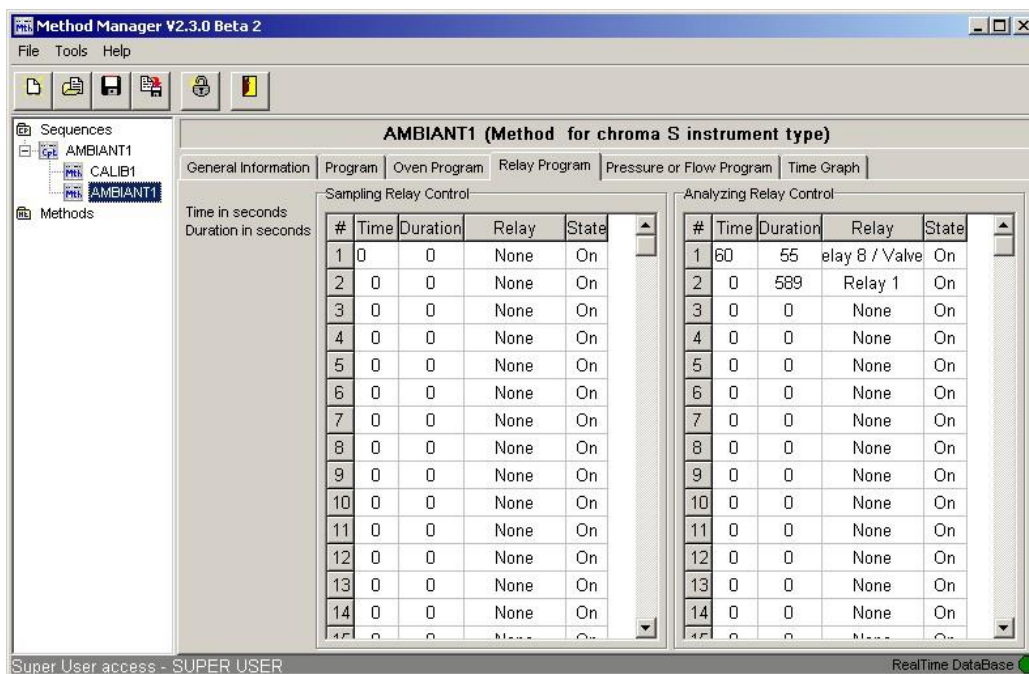 Method Manager V2.3.0 Beta 2
File Tools Help
Sequences
AMBIANT1
CALIB1
AMBIANT1
Methods
AMBIANT1 (Method for chroma S instrument type)
General Information Program Oven Program Relay Program Pressure or Flow Program Time Graph
Time in seconds
Duration in seconds
Sampling Relay Control
# Time Duration Relay State
1 0 0 None On
2 0 0 None On
3 0 0 None On
4 0 0 None On
5 0 0 None On
6 0 0 None On
7 0 0 None On
8 0 0 None On
9 0 0 None On
10 0 0 None On
11 0 0 None On
12 0 0 None On
13 0 0 None On
14 0 0 None On
Analyzing Relay Control
# Time Duration Relay State
1 60 55 elay 8 / Valve On
2 0 589 Relay 1 On
3 0 0 None On
4 0 0 None On
5 0 0 None On
6 0 0 None On
7 0 0 None On
8 0 0 None On
9 0 0 None On
10 0 0 None On
11 0 0 None On
12 0 0 None On
13 0 0 None On
14 0 0 None On
Super User access - SUPER USER
RealTime DataBase